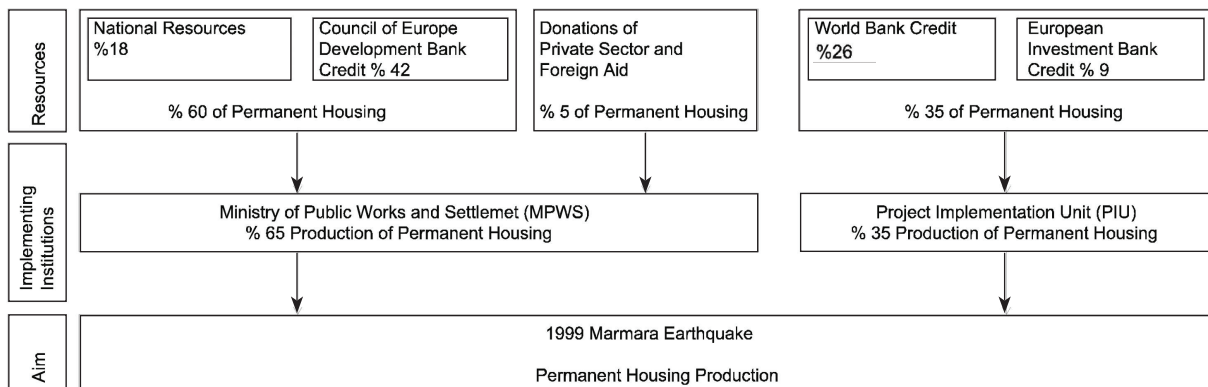 Resources
National Resources
%18
Council of Europe
Development Bank
Credit % 42
% 60 of Permanent Housing
Donations of
Private Sector and
Foreign Aid
% 5 of Permanent Housing
World Bank Credit
%26
European
Investment Bank
Credit % 9
% 35 of Permanent Housing
Implementing
Institutions
Ministry of Public Works and Settlemet (MPWS)
% 65 Production of Permanent Housing
Project Implementation Unit (PIU)
% 35 Production of Permanent Housing
Aim
1999 Marmara Earthquake
Permanent Housing Production